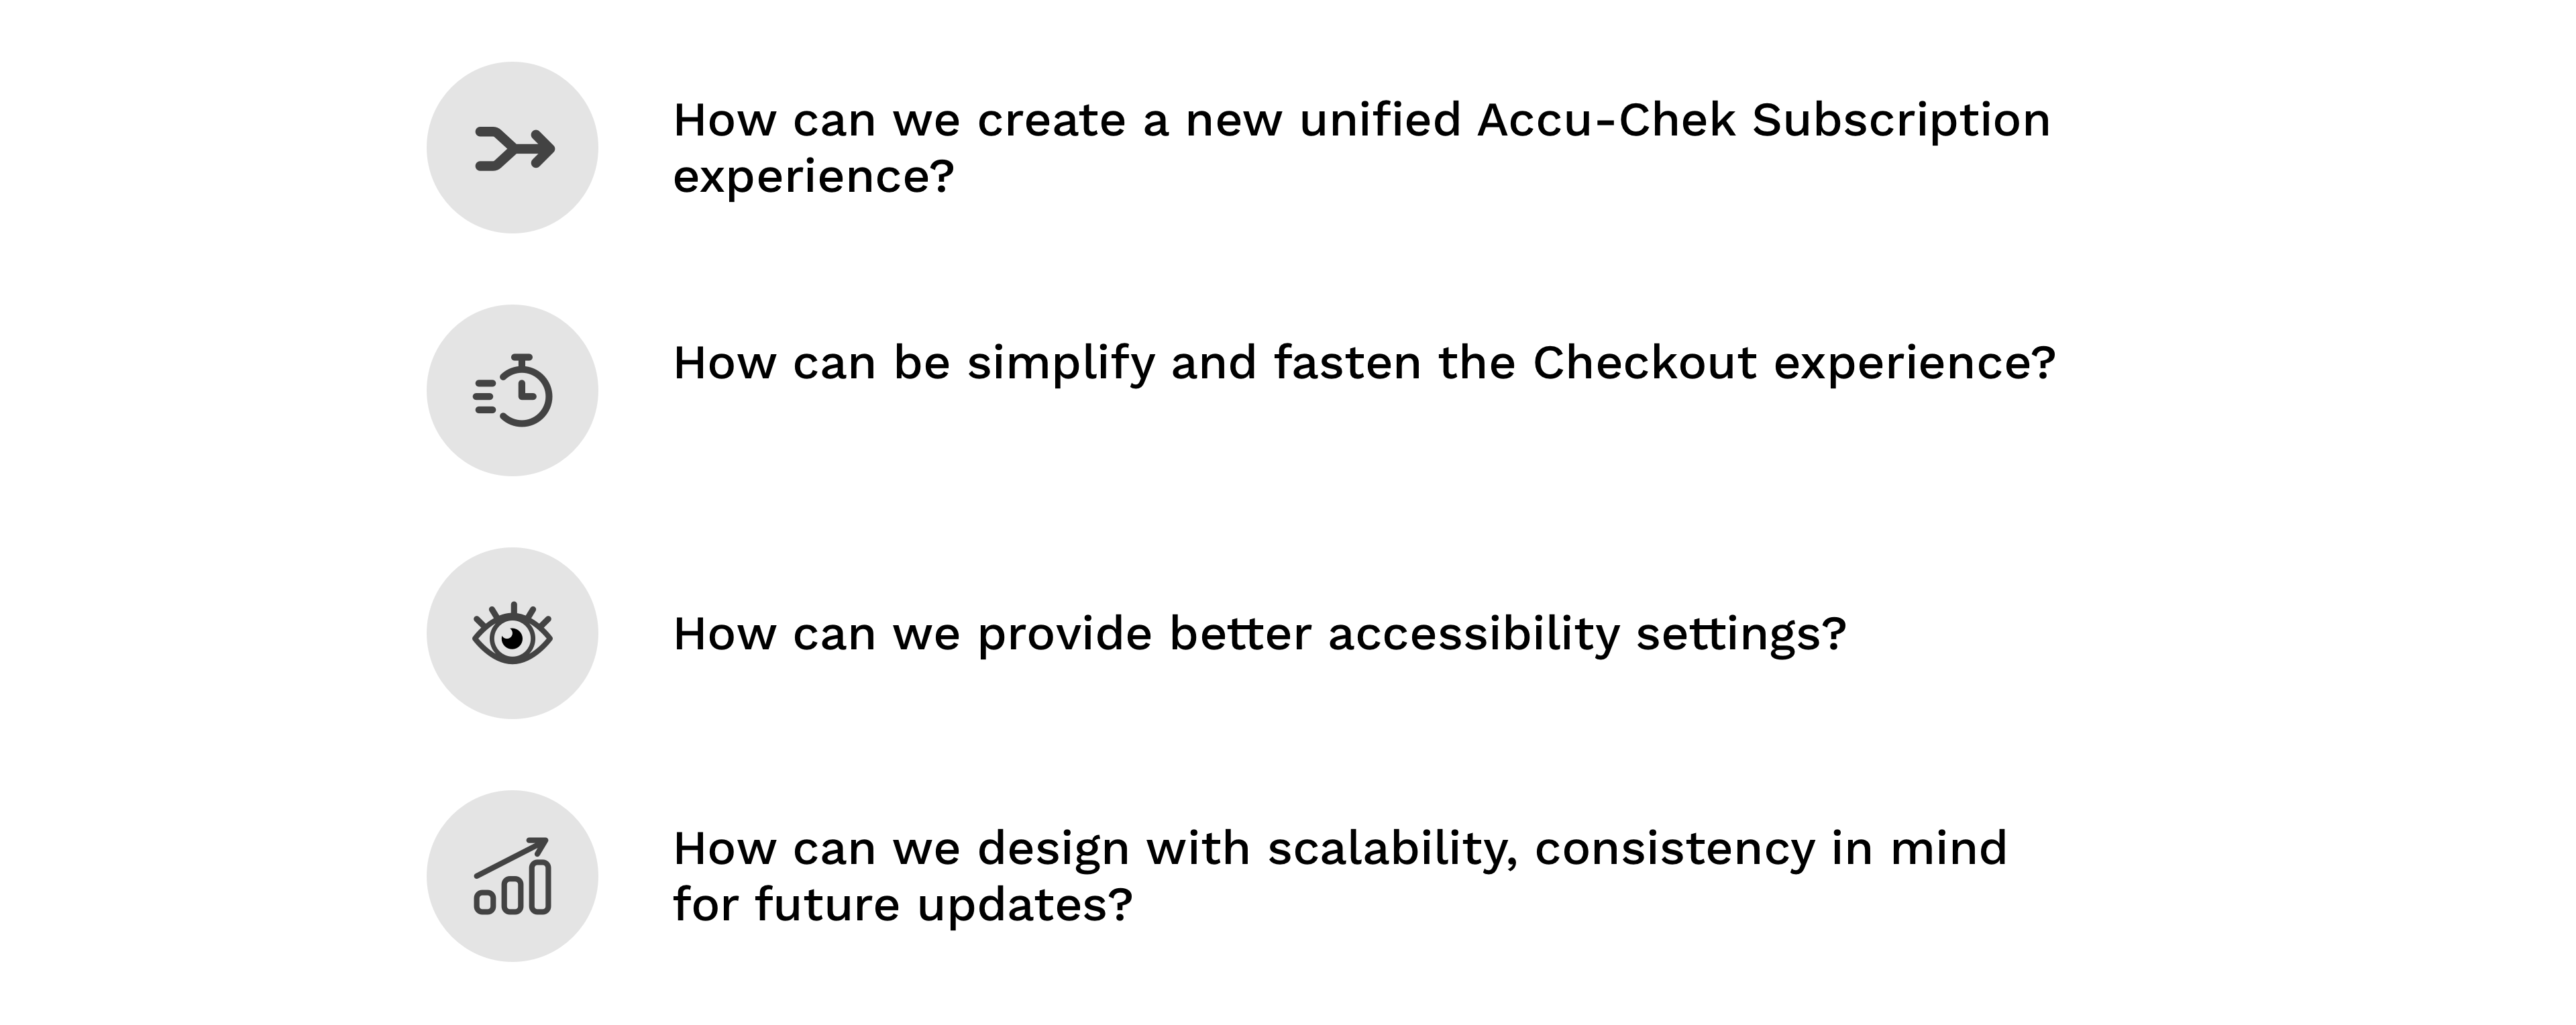 How can we create a new unified Accu-Chek Subscription
experience?
How can be simplify and fasten the Checkout experience?
How can we provide better accessibility settings?
How can we design with scalability, consistency in mind
for future updates?